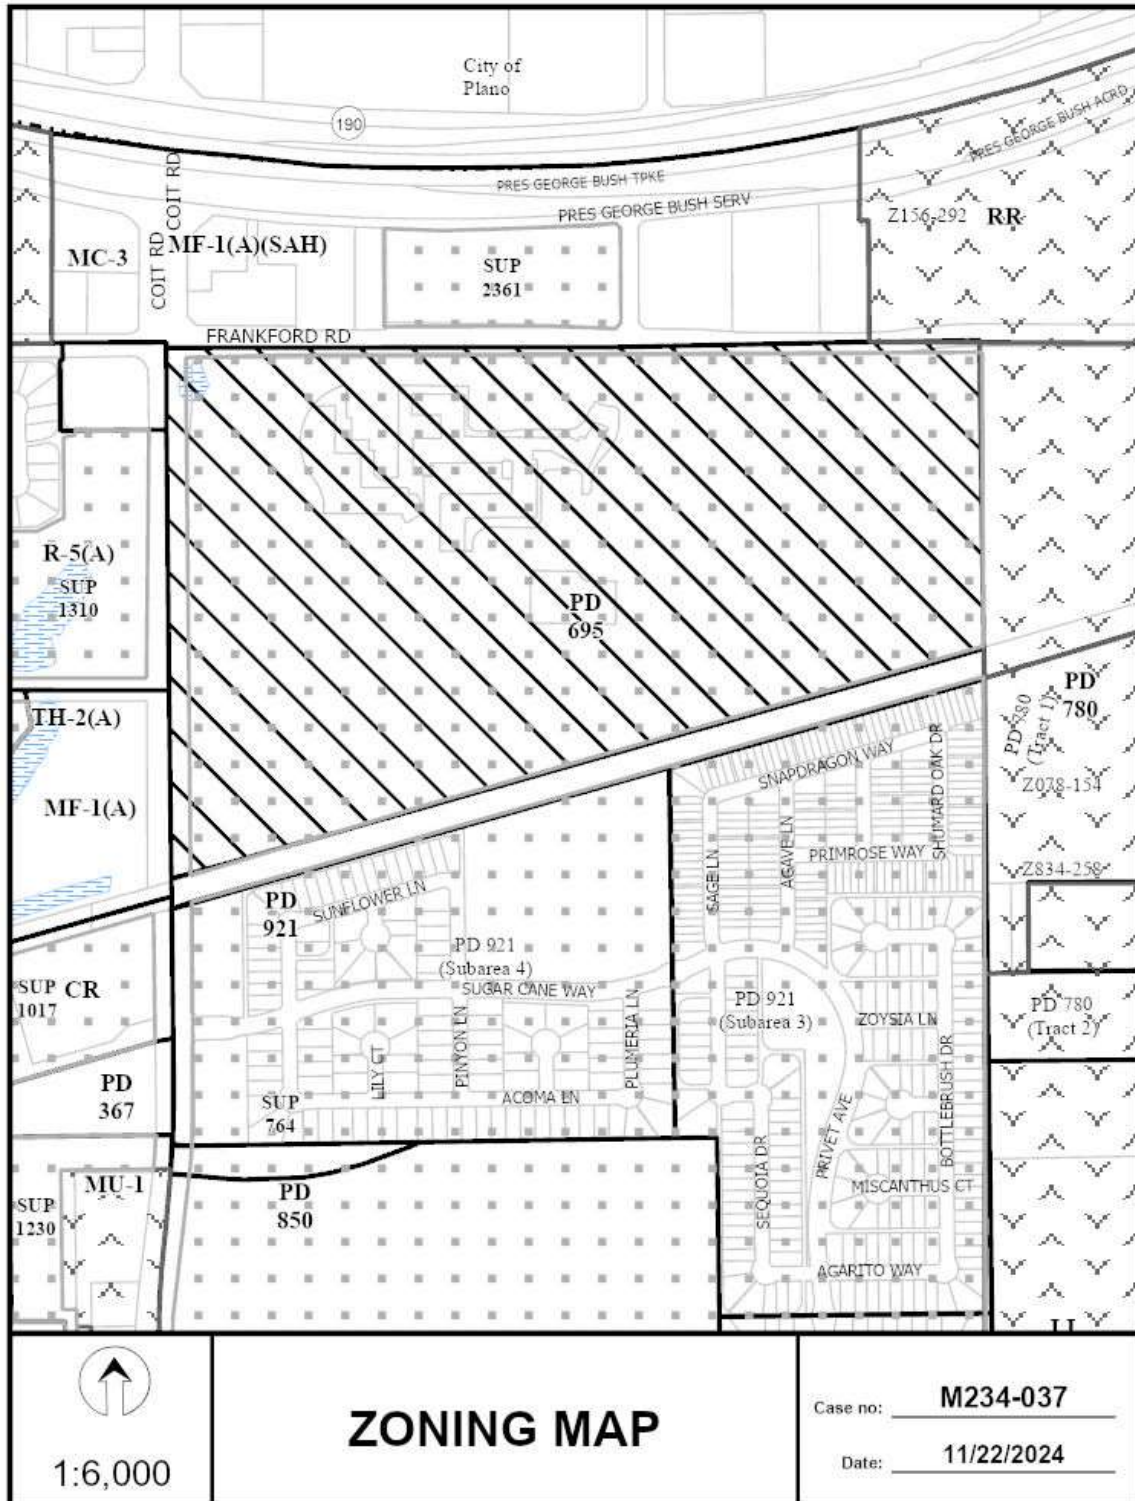 City of
Plano
190
PRES GEORGE BUSH ACRD
COIT RD
PRES GEORGE BUSH TPKE
PRES GEORGE BUSH SERV
Z156-292
RR
MC-3
COIT RD
MF-1(A)(SAH)
SUP
2361
FRANKFORD RD
R-5(A)
SUP
1310
PD
695
TH-2(A)
MF-1(A)
PD
780
PD 780
(Tract 1)
Z078-154
SNAPDRAGON WAY
SHUMARD OAK DR
PRIMROSE WAY
AGAVE LN
SAGE LN
Z834-258
SUNFLOWER LN
PD
921
PD 921
(Subarea 4)
SUGAR CANE WAY
SUP
1017
CR
PD 921
(Subarea 3)
ZOYSIA LN
PD 780
(Tract 2)
LILY CT
PINYON LN
PLUMERIA LN
BOTTLEBRUSH DR
PD
367
SUP
764
ACOMA LN
PRIVET AVE
SEQUOIA DR
MISCANTHUS CT
MU-1
SUP
1230
PD
850
AGARITO WAY
1:6,000
ZONING MAP
Case no: M234-037
Date: 11/22/2024